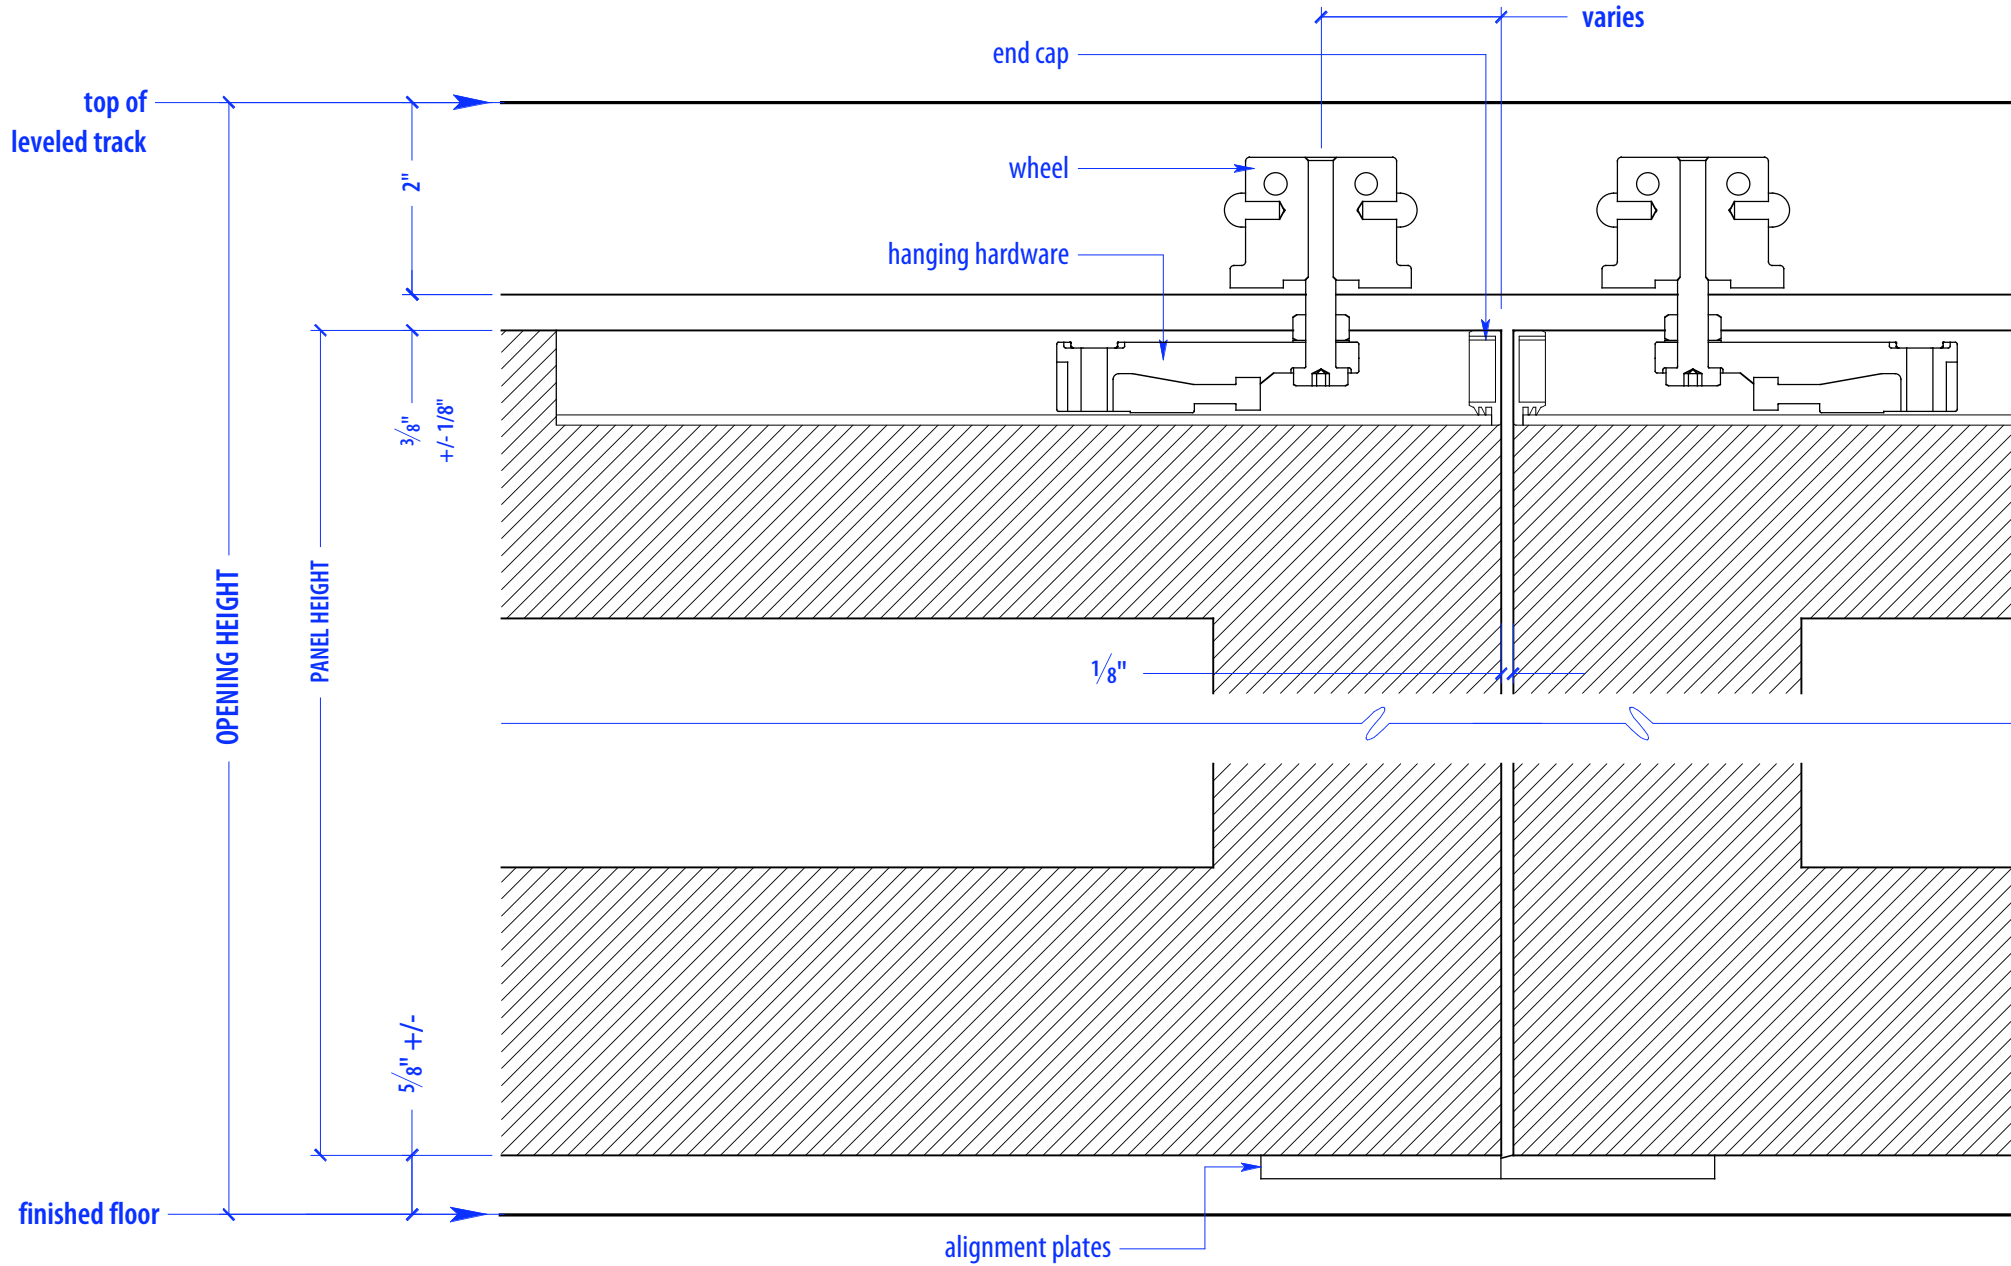 varies
end cap
top of
leveled track
wheel
2"
hanging hardware
3/8"
+/- 1/8"
OPENING HEIGHT
PANEL HEIGHT
1/8"
5/8" +/-
finished floor
alignment plates